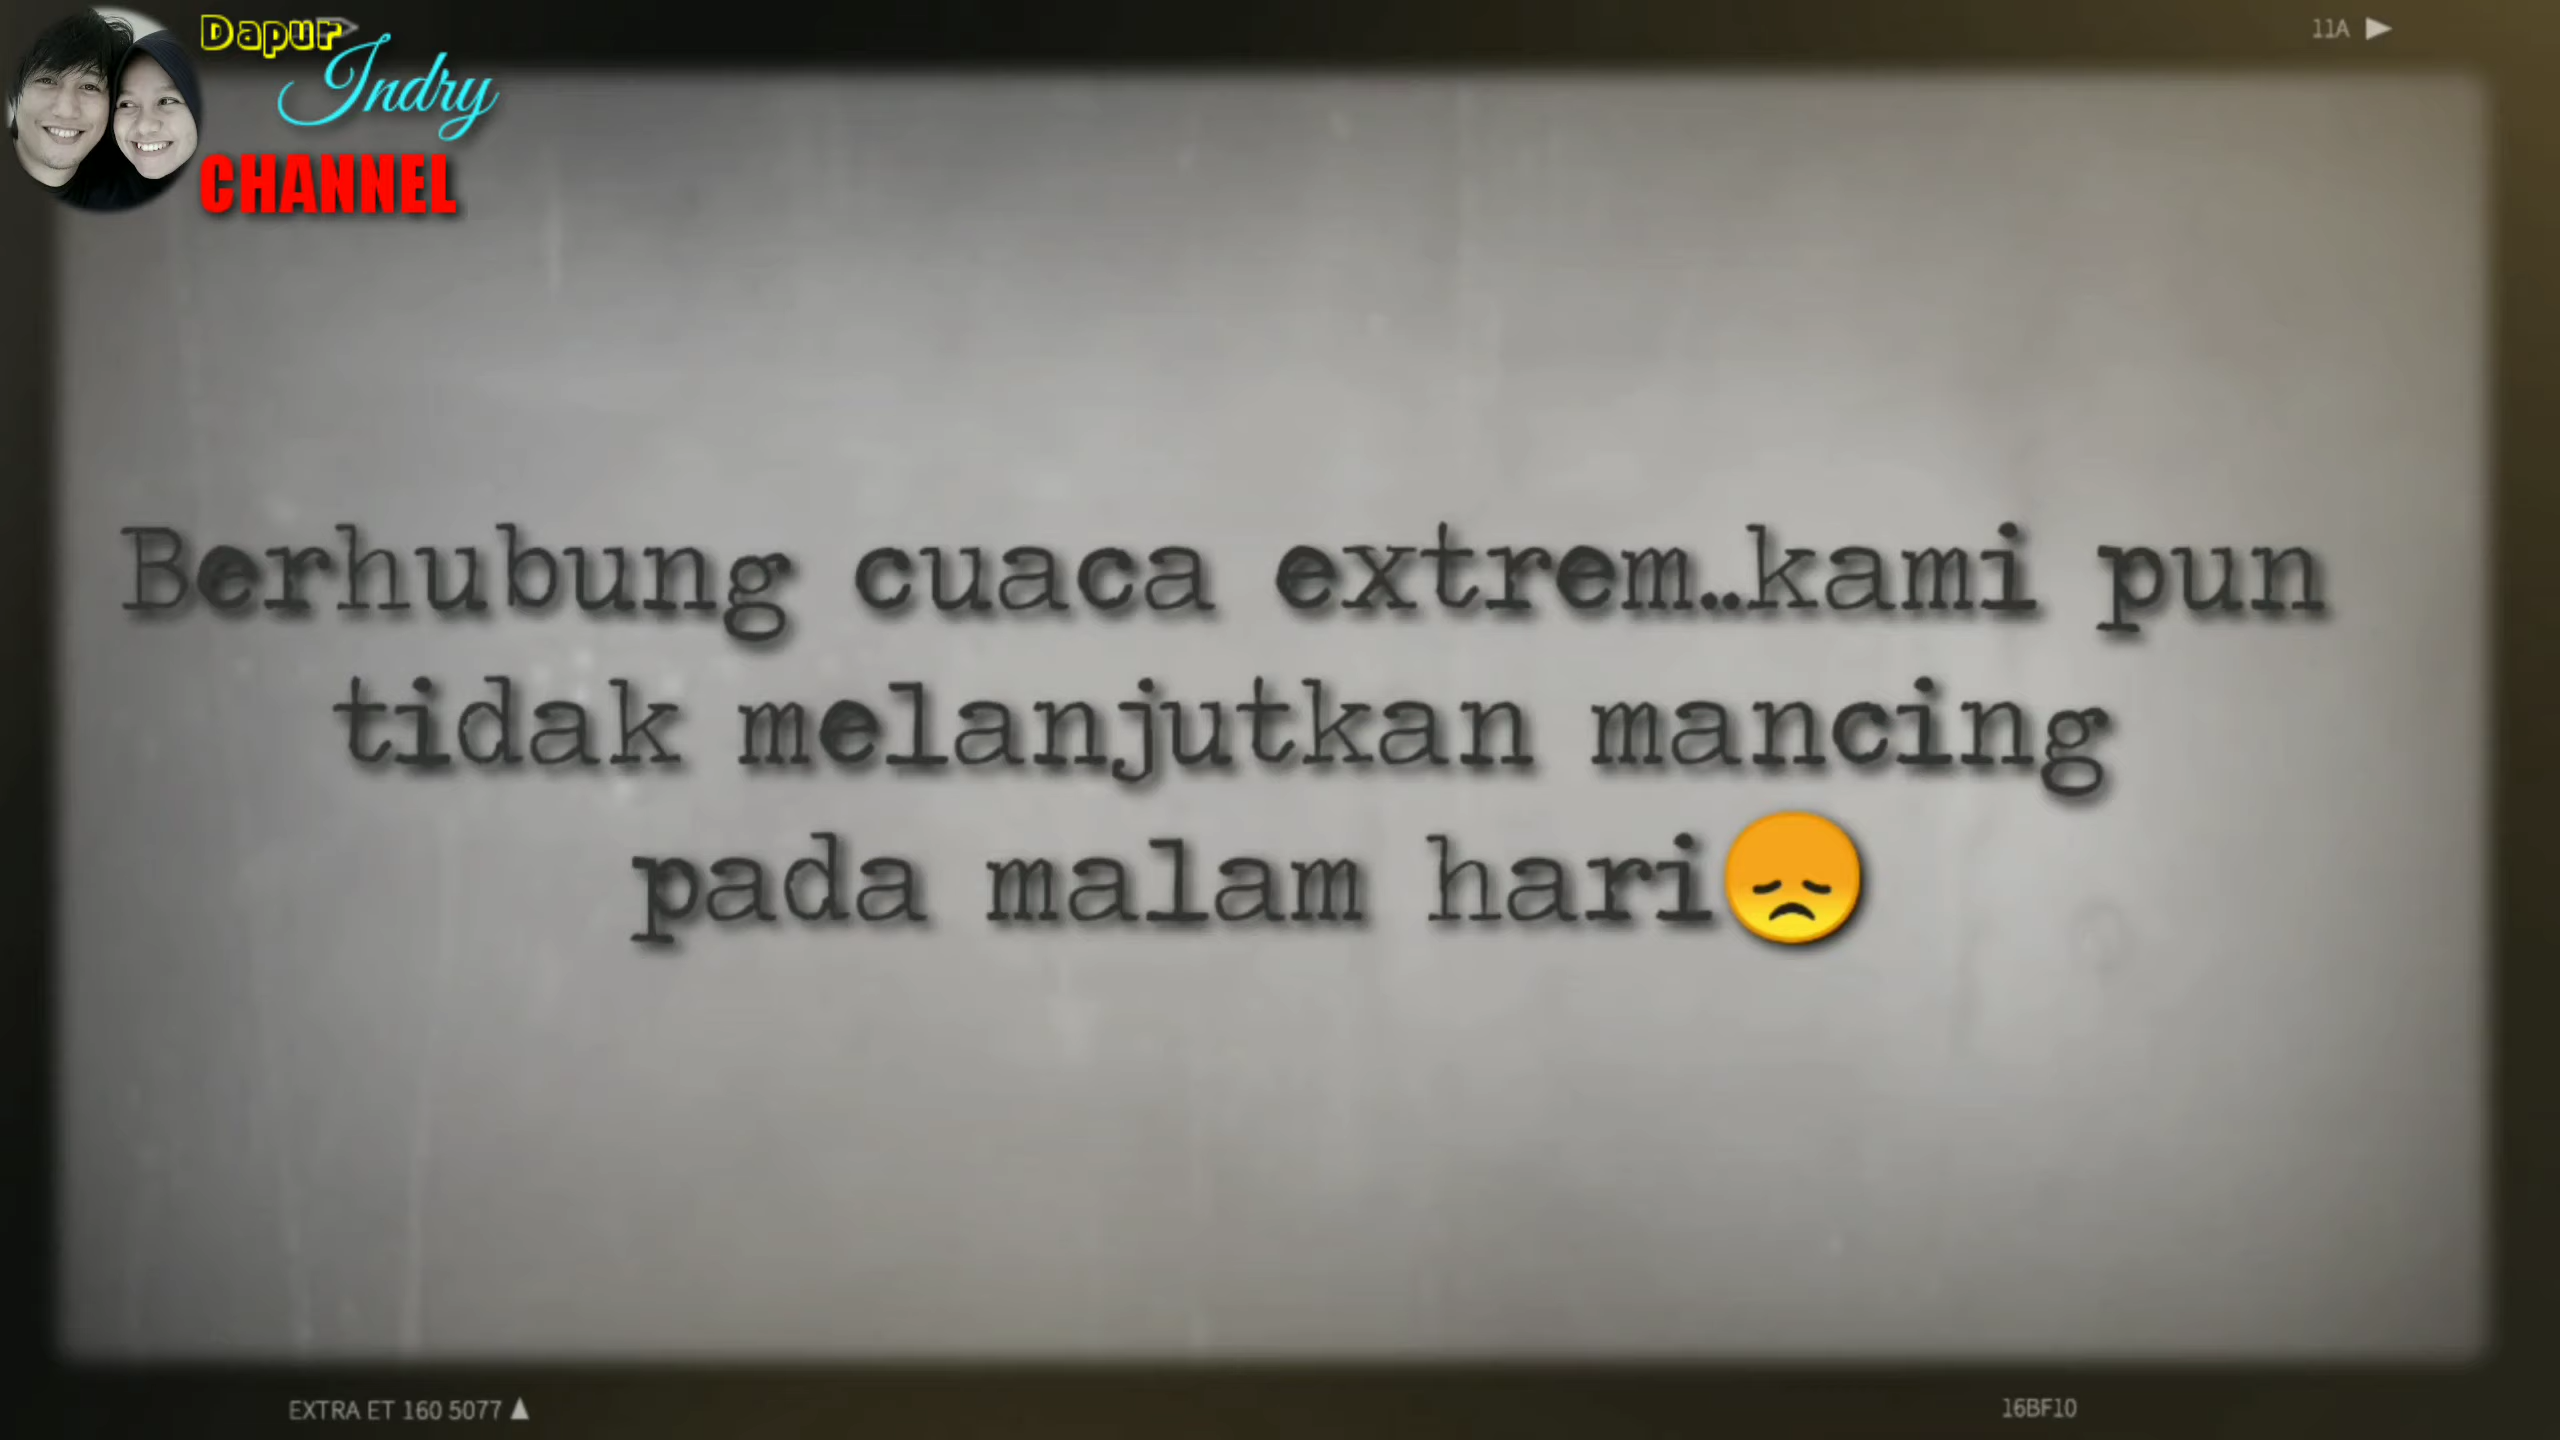 Dapur
Indry
CHANNEL
11A
Berhubung cuaca extrem..kami pun
tidak melanjutkan mancing
pada malam hari😞
EXTRA ET 160 5077
16BF10